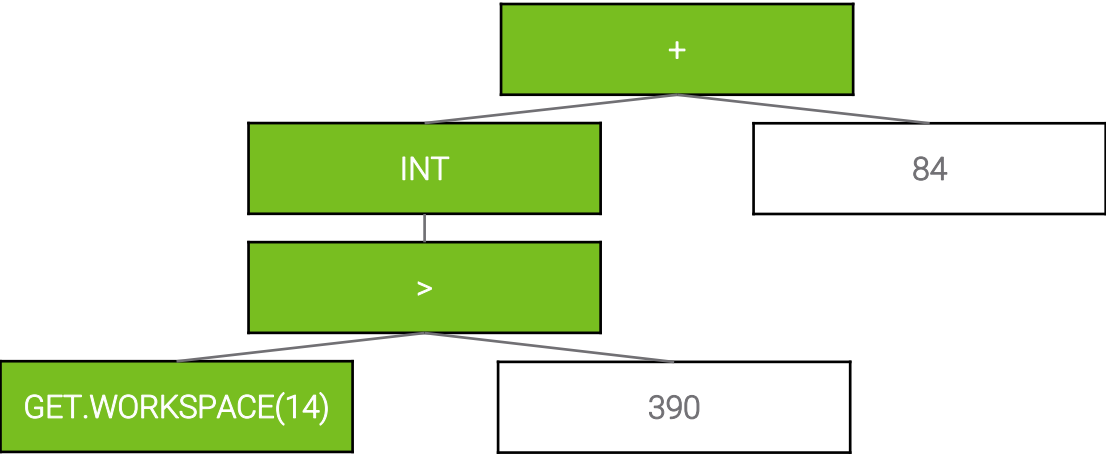 +
INT
84
>
GET.WORKSPACE(14)
390